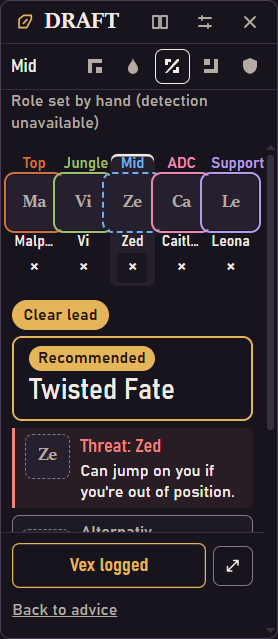 DRAFT
Mid
Role set by hand (detection
unavailable)
Top Jungle Mid ADC Support
Ma Vi Ze Ca Le
Malp... Vi Zed Caitl... Leona
× × × × ×
Clear lead
Recommended
Twisted Fate
Ze
Threat: Zed
Can jump on you if
you're out of position.
Vex logged
Back to advice